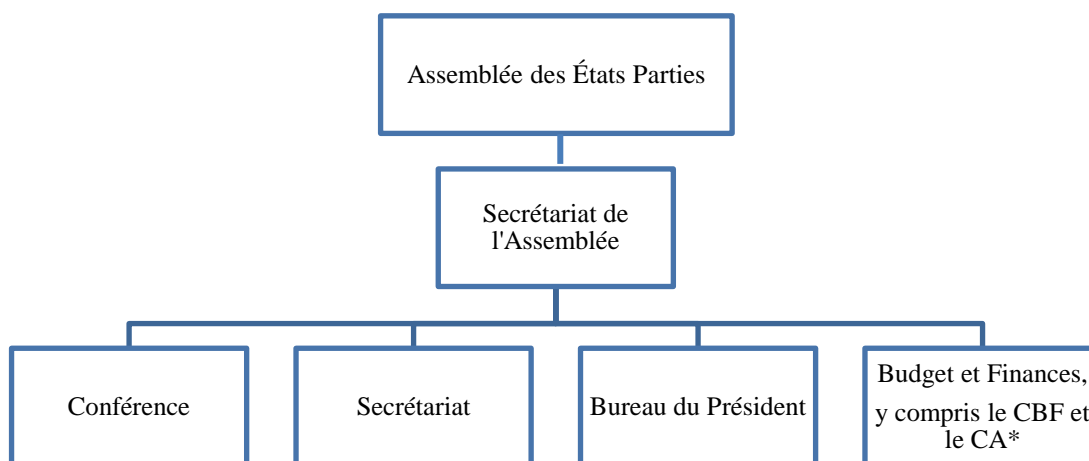 Assemblée des États Parties
Secrétariat de
l'Assemblée
Conférence
Secrétariat
Bureau du Président
Budget et Finances,
y compris le CBF et
le CA*